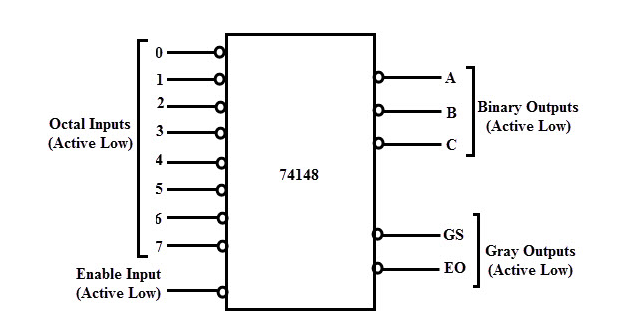 0
1
2
3
4
5
6
7
Octal Inputs
(Active Low)
Enable Input
(Active Low)
74148
A
B
C
Binary Outputs
(Active Low)
GS
EO
Gray Outputs
(Active Low)